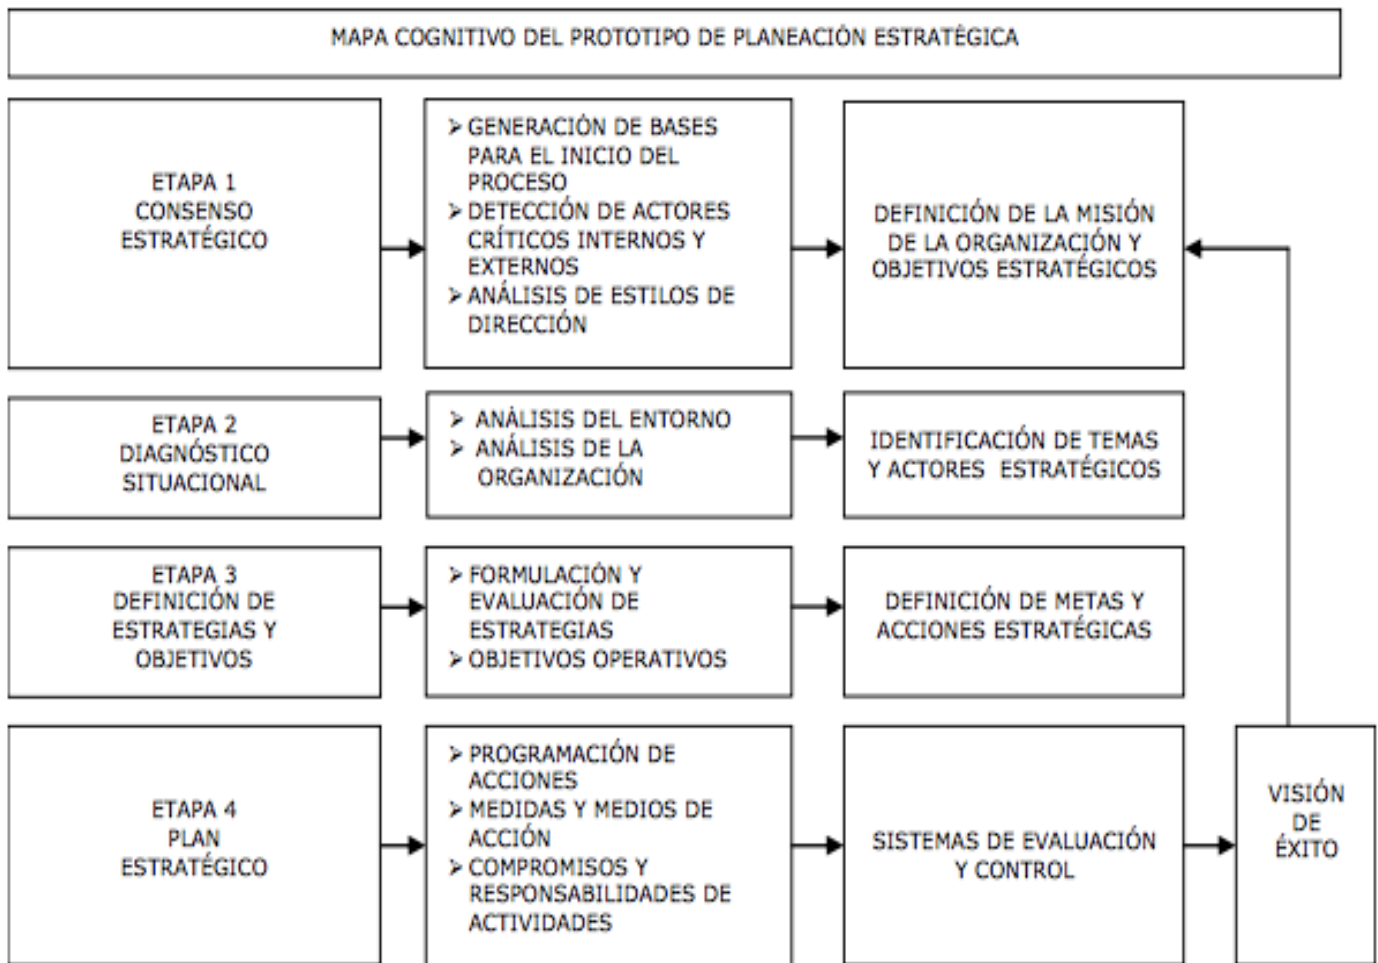 MAPA COGNITIVO DEL PROTOTIPO DE PLANEACIÓN ESTRATÉGICA
ETAPA 1
CONSENSO
ESTRATÉGICO
➢ GENERACIÓN DE BASES
PARA EL INICIO DEL
PROCESO
➢ DETECCIÓN DE ACTORES
CRÍTICOS INTERNOS Y
EXTERNOS
➢ ANÁLISIS DE ESTILOS DE
DIRECCIÓN
DEFINICIÓN DE LA MISIÓN
DE LA ORGANIZACIÓN Y
OBJETIVOS ESTRATÉGICOS
ETAPA 2
DIAGNÓSTICO
SITUACIONAL
➢ ANÁLISIS DEL ENTORNO
➢ ANÁLISIS DE LA
ORGANIZACIÓN
IDENTIFICACIÓN DE TEMAS
Y ACTORES ESTRATÉGICOS
ETAPA 3
DEFINICIÓN DE
ESTRATEGIAS Y
OBJETIVOS
➢ FORMULACIÓN Y
EVALUACIÓN DE
ESTRATEGIAS
➢ OBJETIVOS OPERATIVOS
DEFINICIÓN DE METAS Y
ACCIONES ESTRATÉGICAS
ETAPA 4
PLAN
ESTRATÉGICO
➢ PROGRAMACIÓN DE
ACCIONES
➢ MEDIDAS Y MEDIOS DE
ACCIÓN
➢ COMPROMISOS Y
RESPONSABILIDADES DE
ACTIVIDADES
SISTEMAS DE EVALUACIÓN
Y CONTROL
VISIÓN
DE
ÉXITO